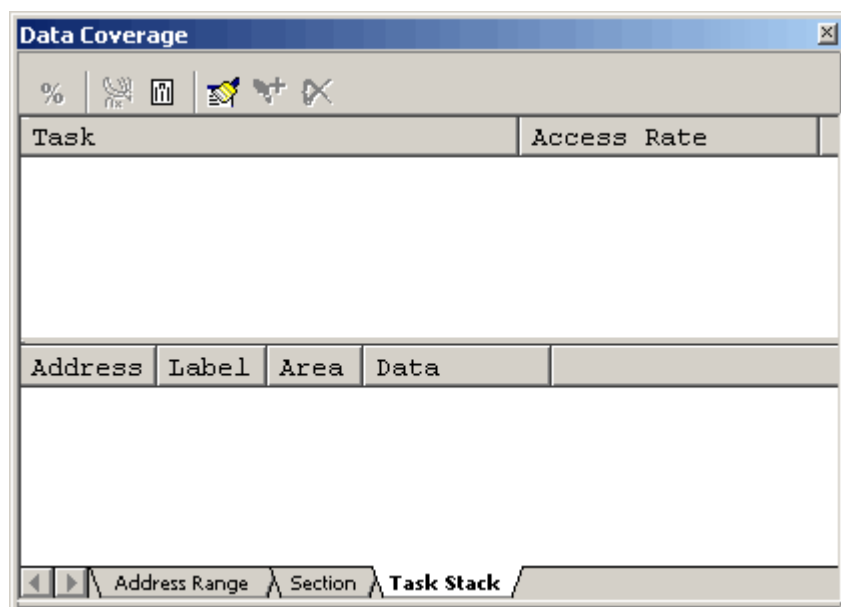 Data Coverage
%
Task Access Rate
Address Label Area Data
Address Range Section Task Stack